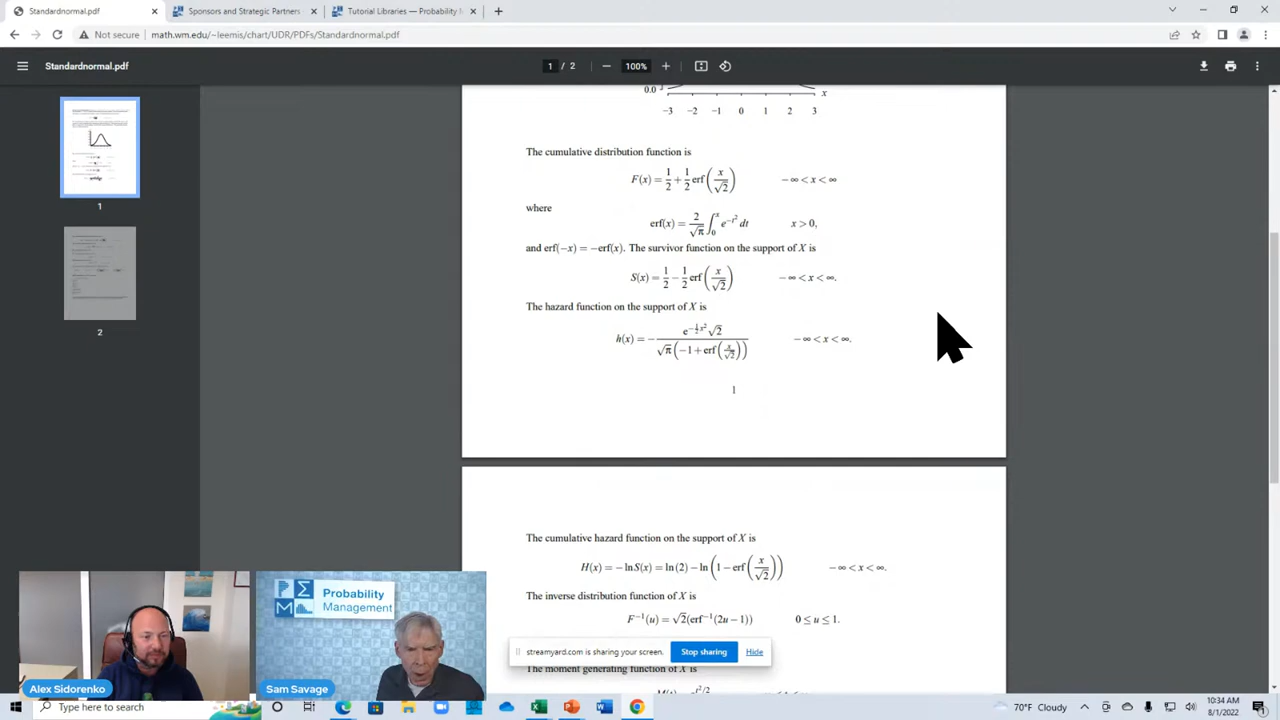 Standardnormal.pdf
Sponsors and Strategic Partners
Tutorial Libraries — Probability M
Not secure math.wm.edu/~leemis/chart/UDR/PDFs/Standardnormal.pdf
Standardnormal.pdf
1 / 2
100%
1
2
0.0
x
−3 −2 −1 0 1 2 3
The cumulative distribution function is
F(x) = 1/2 + 1/2 erf(x/√2) −∞ < x < ∞
where
erf(x) = 2/√π ∫₀ˣ e^{−t²} dt x > 0,
and erf(−x) = −erf(x). The survivor function on the support of X is
S(x) = 1/2 − 1/2 erf(x/√2) −∞ < x < ∞.
The hazard function on the support of X is
h(x) = − e^{−½x²}√2 / √π(−1 + erf(x/√2)) −∞ < x < ∞.
1
The cumulative hazard function on the support of X is
H(x) = −ln S(x) = ln(2) − ln(1 − erf(x/√2)) −∞ < x < ∞.
The inverse distribution function of X is
F⁻¹(u) = √2(erf⁻¹(2u − 1)) 0 ≤ u ≤ 1.
streamyard.com is sharing your screen. Stop sharing Hide
The moment generating function of X is
Probability
Management
Alex Sidorenko
Sam Savage
Type here to search
70°F Cloudy
10:34 AM
8/1/2022